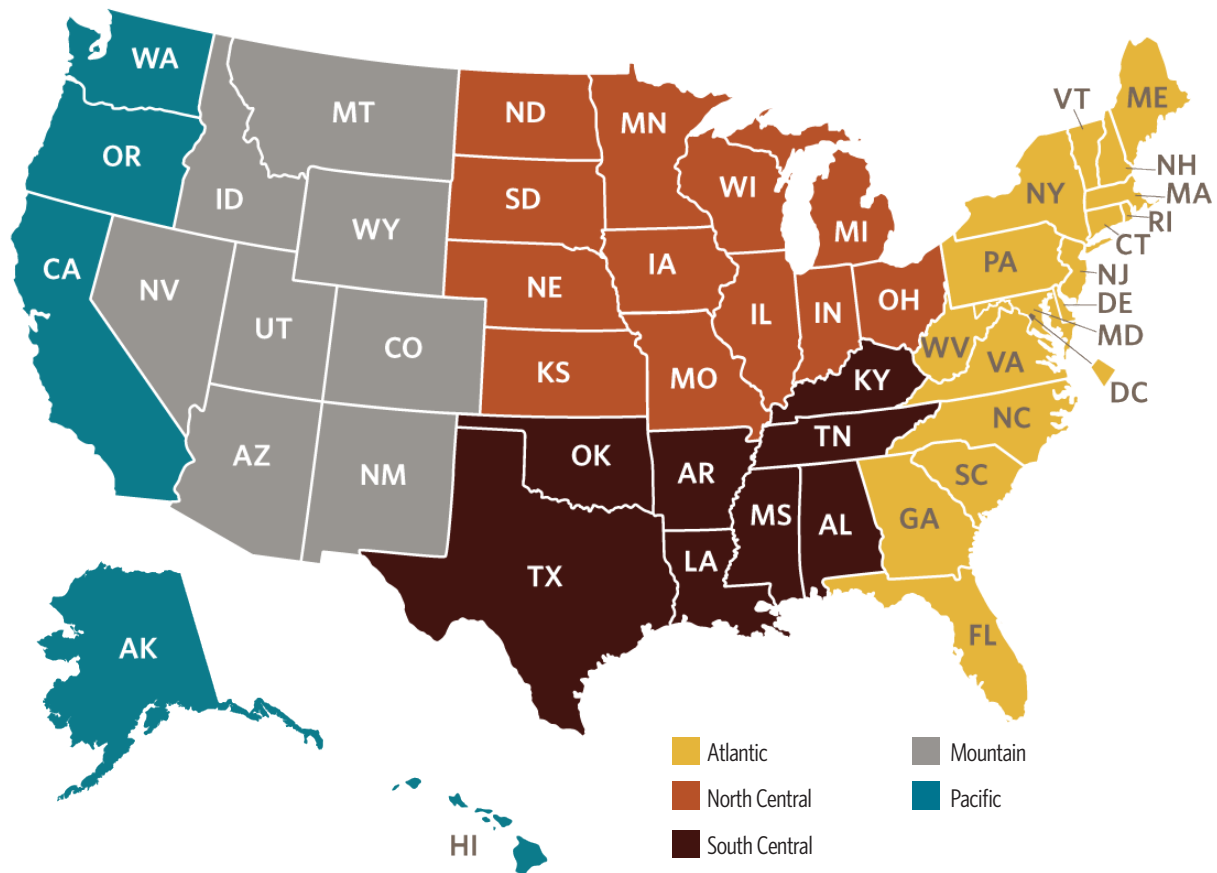 WA
MT
ND
MN
VT
ME
OR
ID
WY
SD
WI
MI
NY
NH
MA
RI
CT
CA
NV
UT
CO
NE
IA
IL
IN
OH
PA
NJ
DE
MD
DC
KS
MO
KY
WV
VA
AZ
NM
OK
AR
TN
NC
SC
TX
LA
MS
AL
GA
FL
AK
HI
Atlantic
North Central
South Central
Mountain
Pacific